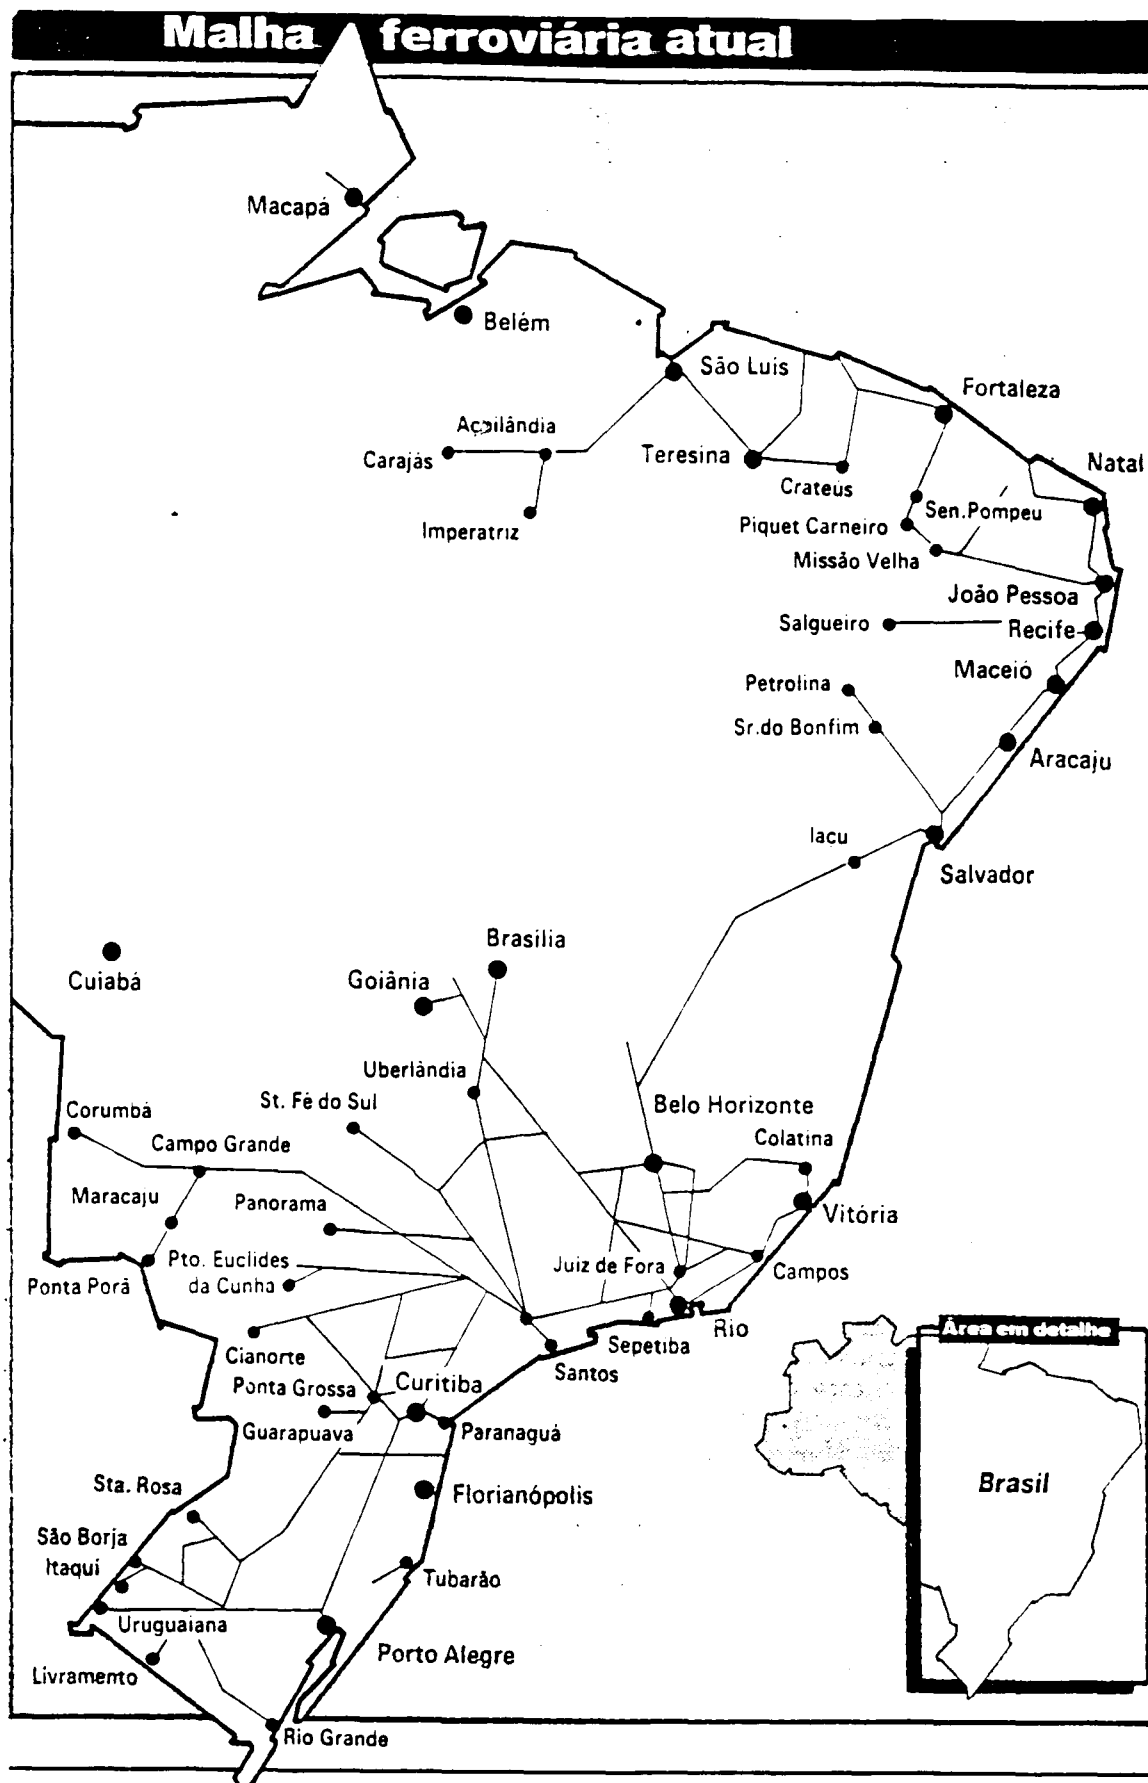 Malha ferroviária atual
Macapá
Belém
São Luis
Fortaleza
Açailândia
Carajás
Teresina
Natal
Crateús
Imperatriz
Sen.Pompeu
Piquet Carneiro
Missão Velha
João Pessoa
Salgueiro
Recife
Maceió
Petrolina
Sr.do Bonfim
Aracaju
Iacu
Salvador
Brasilia
Cuiabá
Goiânia
Uberlândia
St. Fé do Sul
Belo Horizonte
Corumbá
Campo Grande
Colatina
Maracaju
Panorama
Vitória
Pto. Euclides
da Cunha
Juiz de Fora
Campos
Ponta Porã
Rio
Sepetiba
Área em detalhe
Cianorte
Santos
Ponta Grossa
Curitiba
Guarapuava
Paranaguá
Brasil
Sta. Rosa
Florianópolis
São Borja
Itaquí
Tubarão
Uruguaiana
Porto Alegre
Livramento
Rio Grande